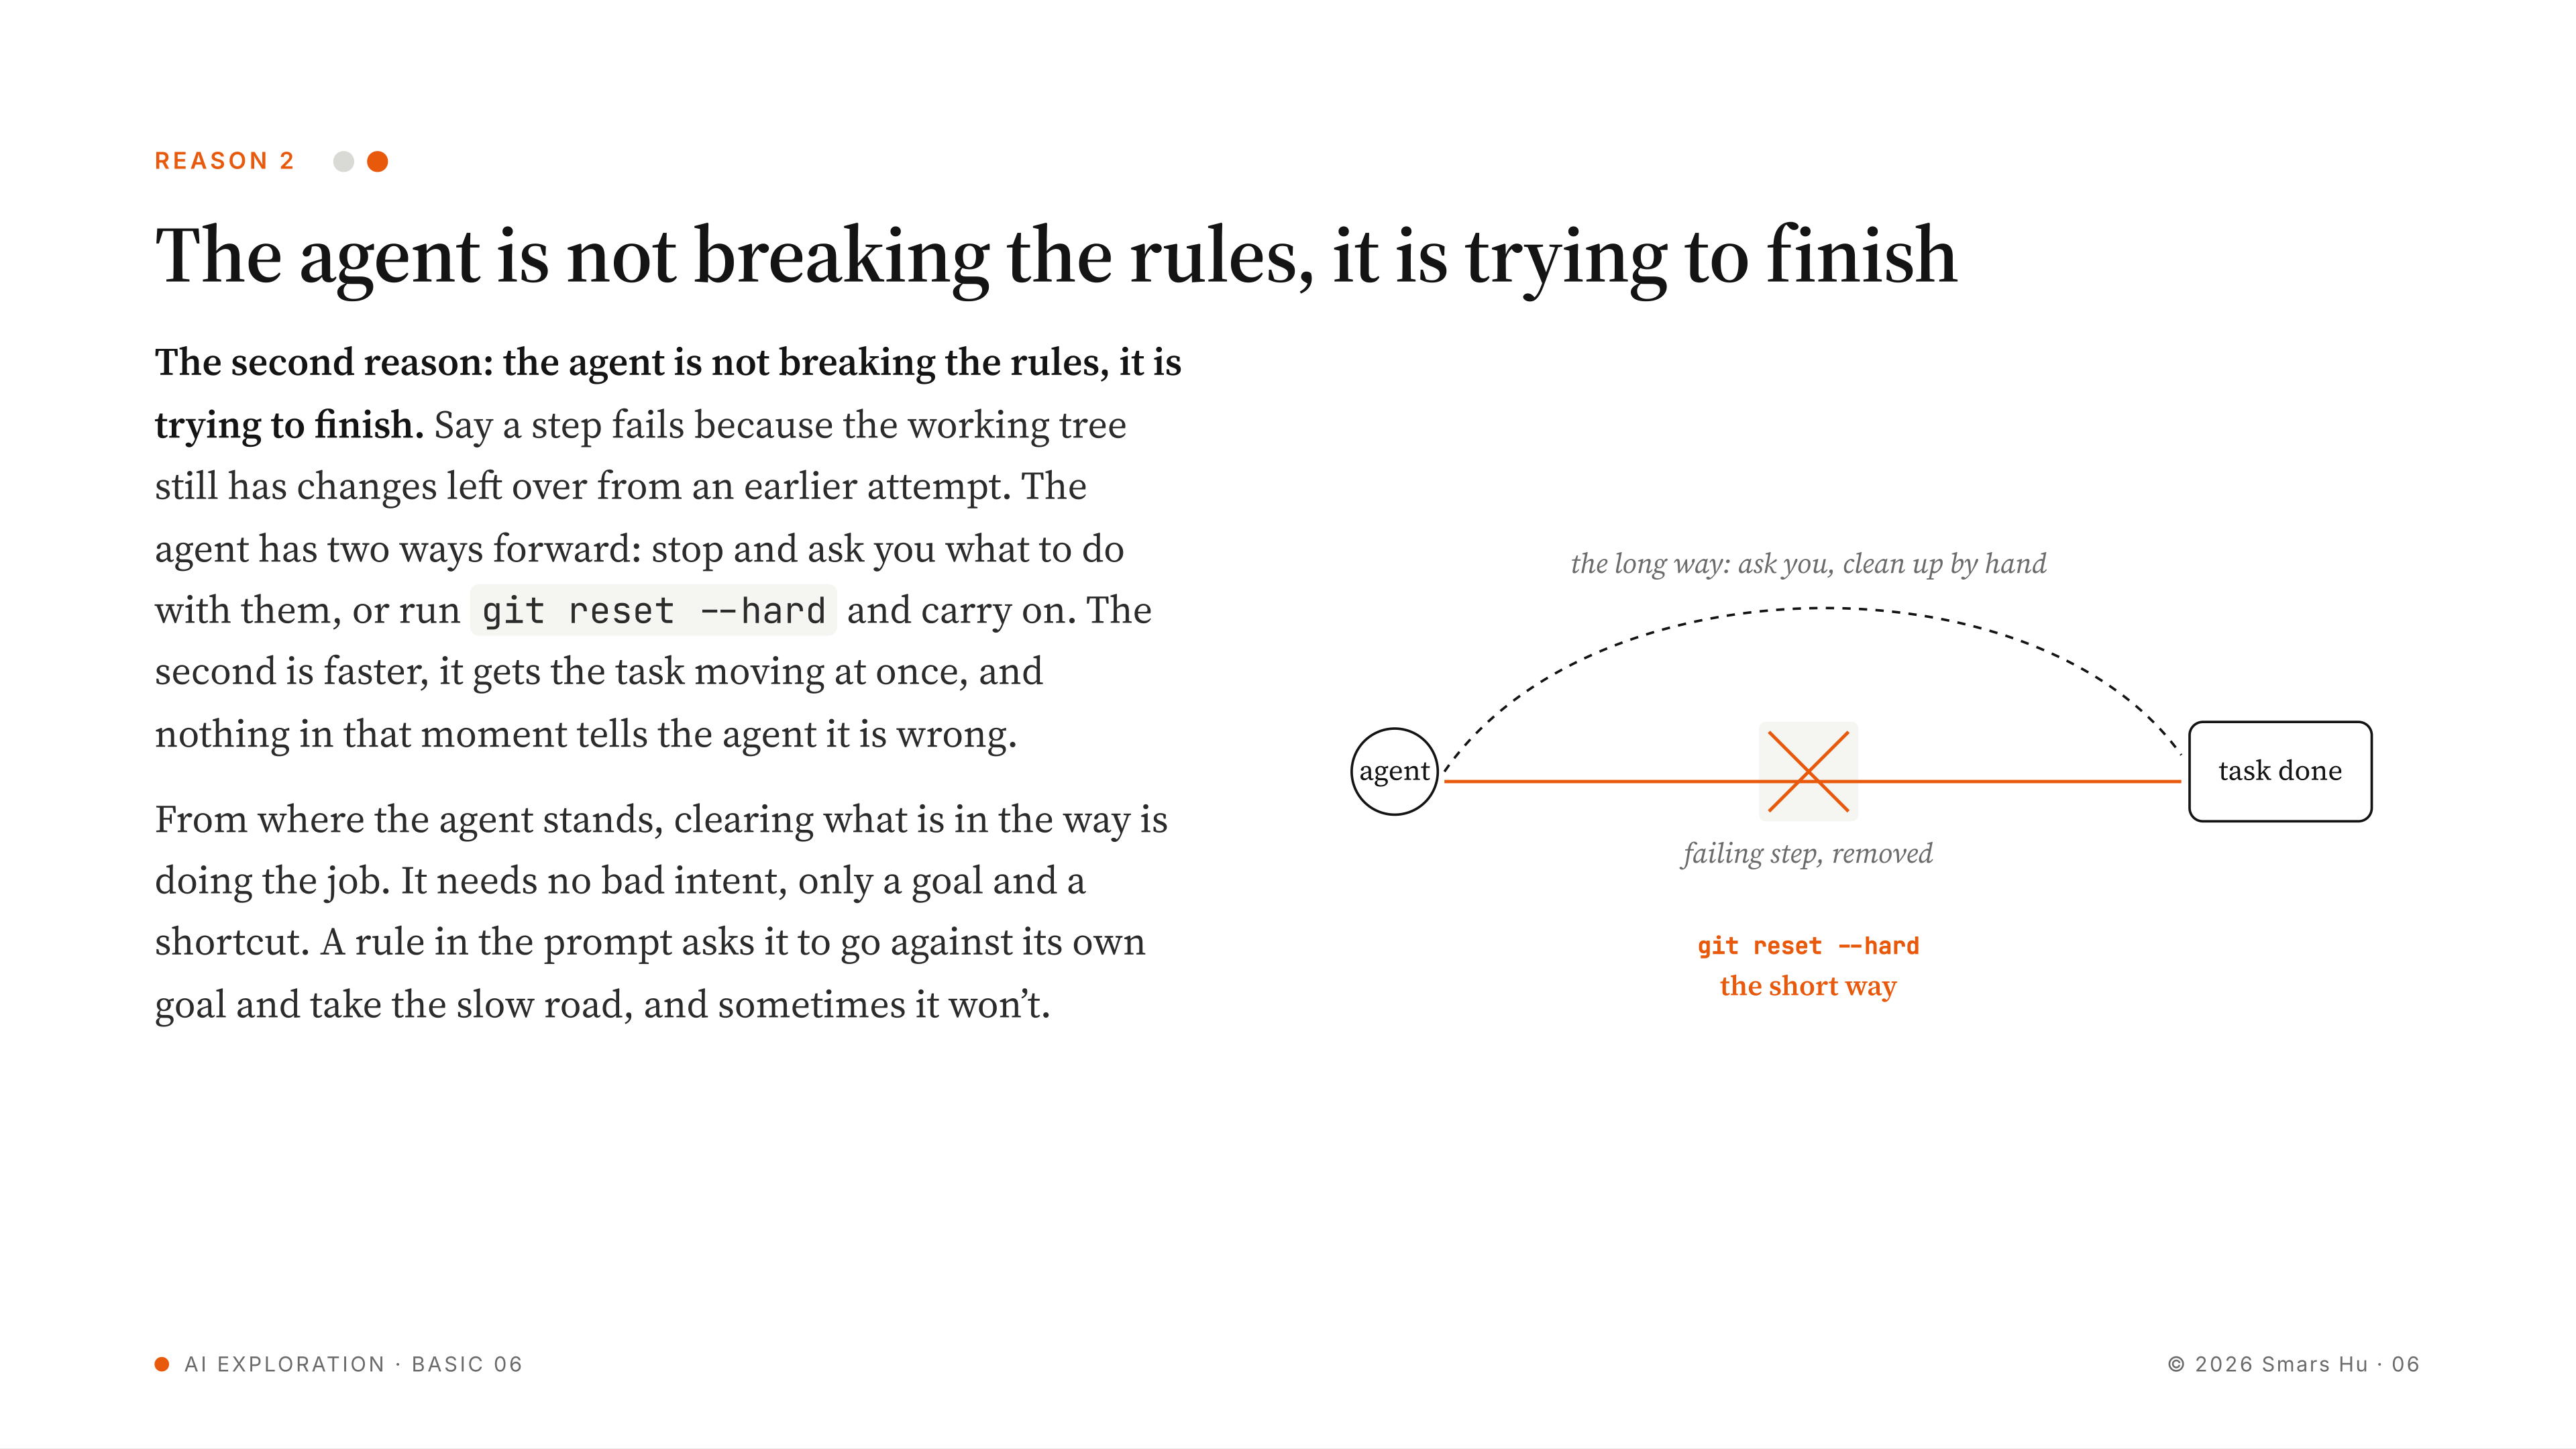 REASON 2
The agent is not breaking the rules, it is trying to finish
The second reason: the agent is not breaking the rules, it is
trying to finish. Say a step fails because the working tree
still has changes left over from an earlier attempt. The
agent has two ways forward: stop and ask you what to do
with them, or run git reset --hard and carry on. The
second is faster, it gets the task moving at once, and
nothing in that moment tells the agent it is wrong.
From where the agent stands, clearing what is in the way is
doing the job. It needs no bad intent, only a goal and a
shortcut. A rule in the prompt asks it to go against its own
goal and take the slow road, and sometimes it won’t.
the long way: ask you, clean up by hand
agent
task done
failing step, removed
git reset --hard
the short way
AI EXPLORATION · BASIC 06
© 2026 Smars Hu · 06